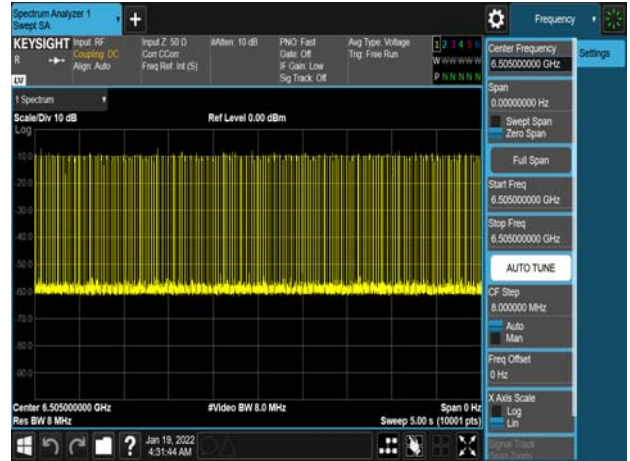 Spectrum Analyzer 1
Swept SA
Frequency
KEYSIGHT
R
LXI
Input: RF
Coupling: DC
Align: Auto
Input Z: 50 Ω
Corr CCorr
Freq Ref: Int (S)
#Atten: 10 dB
PNO: Fast
Gate: Off
IF Gain: Low
Sig Track: Off
Avg Type: Voltage
Trig: Free Run
1 2 3 4 5 6
W W W W W W
P N N N N N
1 Spectrum
Scale/Div 10 dB
Ref Level 0.00 dBm
Log
-10.0
-20.0
-30.0
-40.0
-50.0
-60.0
-70.0
-80.0
-90.0
Center 6.505000000 GHz
#Video BW 8.0 MHz
Span 0 Hz
Res BW 8 MHz
Sweep 5.00 s (10001 pts)
?
Jan 19, 2022
4:31:44 AM
Center Frequency
6.505000000 GHz
Settings
Span
0.00000000 Hz
Swept Span
Zero Span
Full Span
Start Freq
6.505000000 GHz
Stop Freq
6.505000000 GHz
AUTO TUNE
CF Step
8.000000 MHz
Auto
Man
Freq Offset
0 Hz
X Axis Scale
Log
Lin
Signal Track
(Span Zoom)